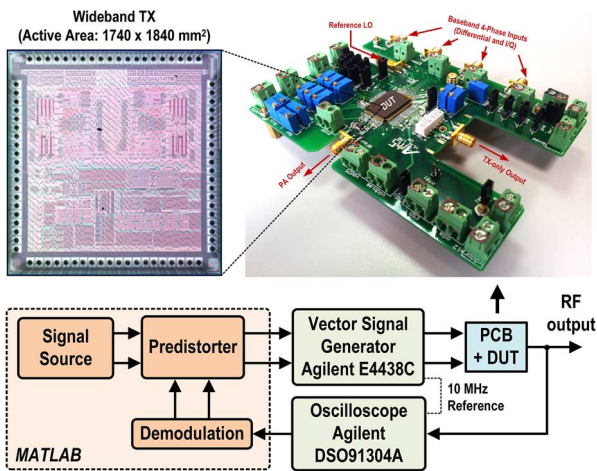 Wideband TX
(Active Area: 1740 x 1840 mm²)
Reference LO
Baseband 4-Phase Inputs
(Differential and I/Q)
DUT
PA Output
TX-only Output
Signal
Source
Predistorter
Demodulation
MATLAB
Vector Signal
Generator
Agilent E4438C
Oscilloscope
Agilent
DSO91304A
10 MHz
Reference
PCB
+ DUT
RF
output